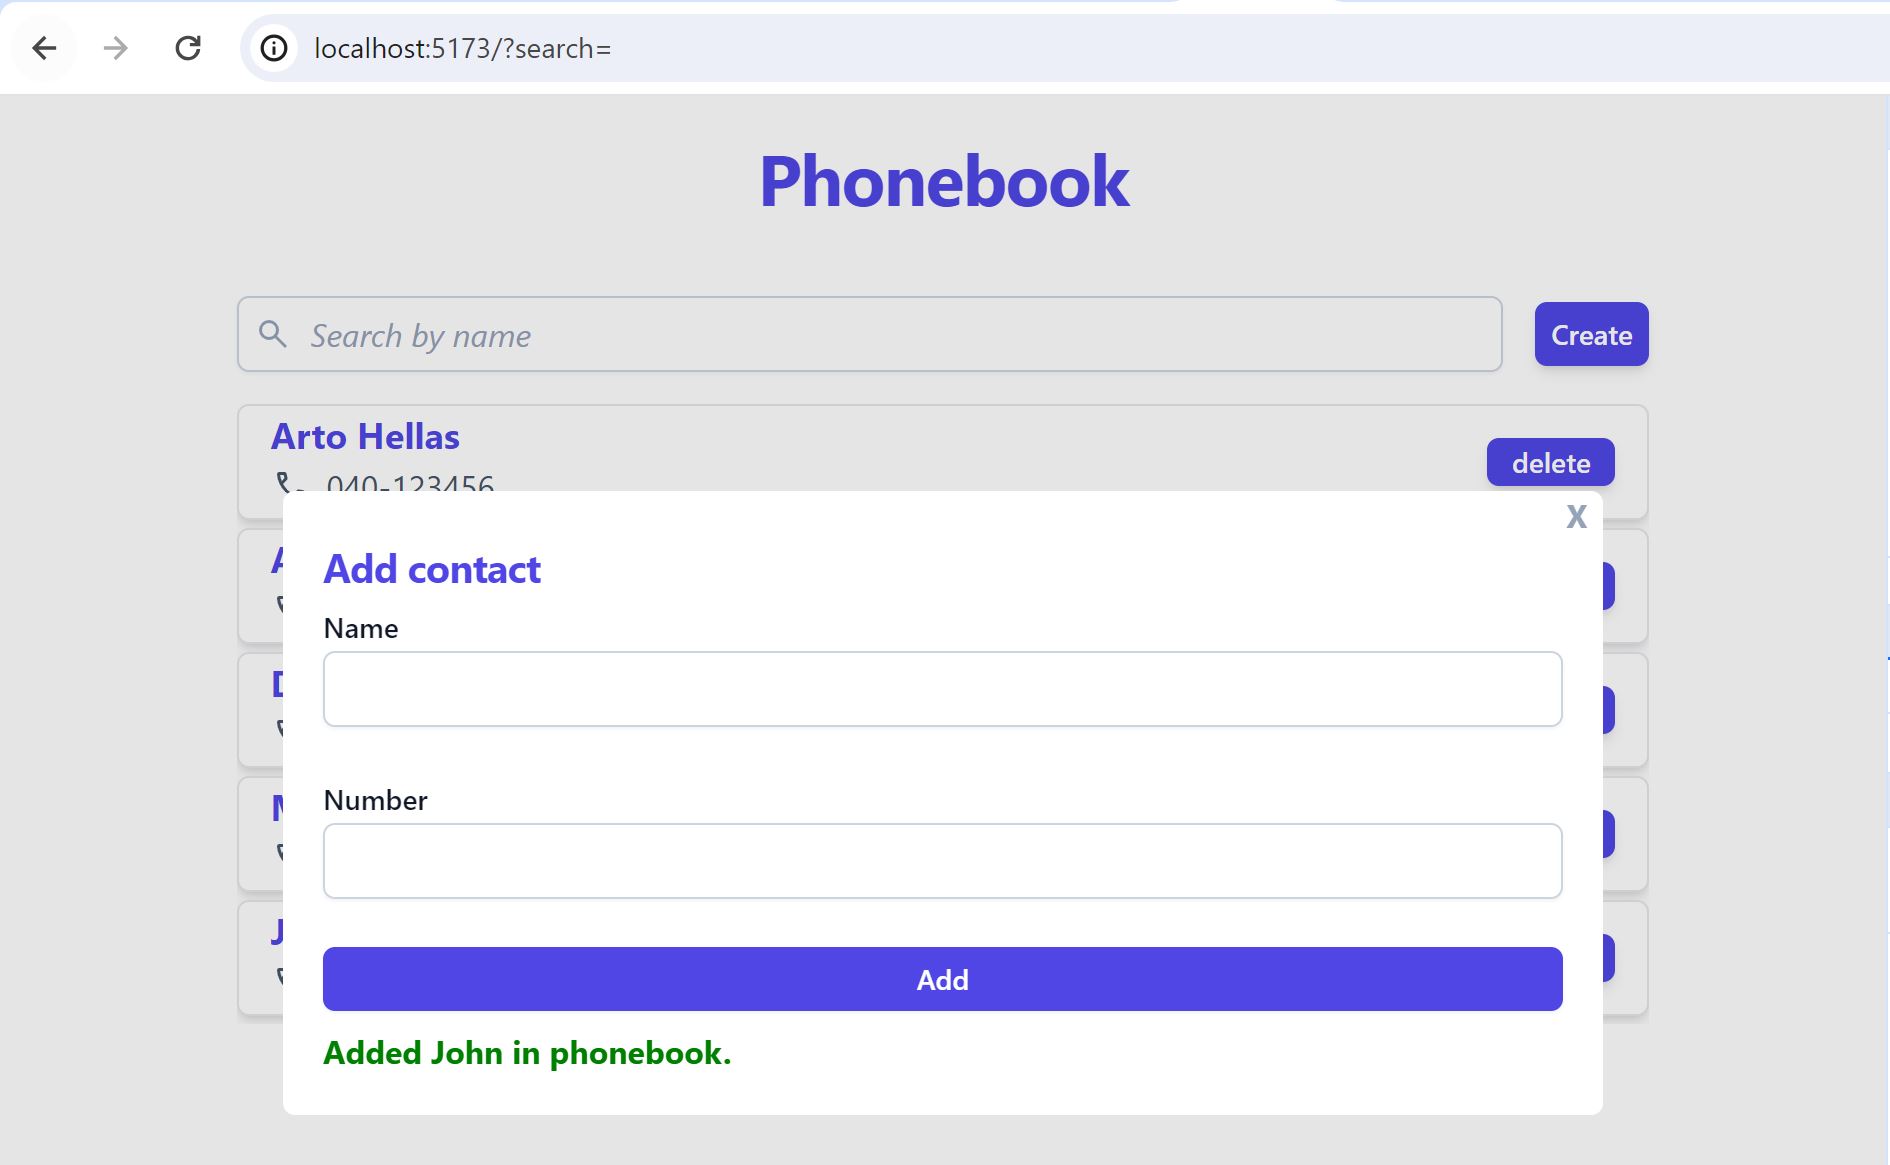 localhost:5173/?search=
Phonebook
Search by name
Create
Arto Hellas
040-123456
delete
X
Add contact
Name
Number
Add
Added John in phonebook.